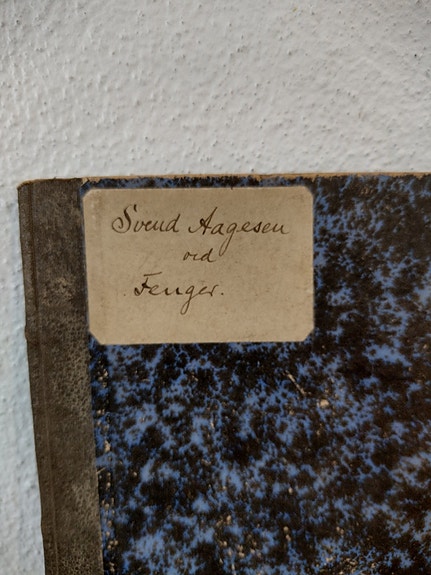 Svend Aagesen
ved
Fenger.